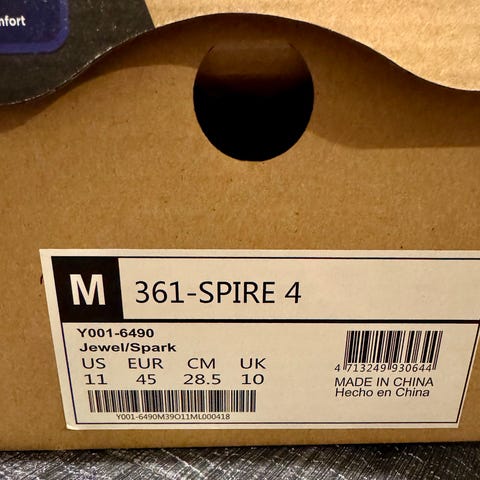 M 361-SPIRE 4
Y001-6490
Jewel/Spark
US EUR CM UK
11 45 28.5 10
Y001-6490M39O11ML000418
4 713249 930644
MADE IN CHINA
Hecho en China